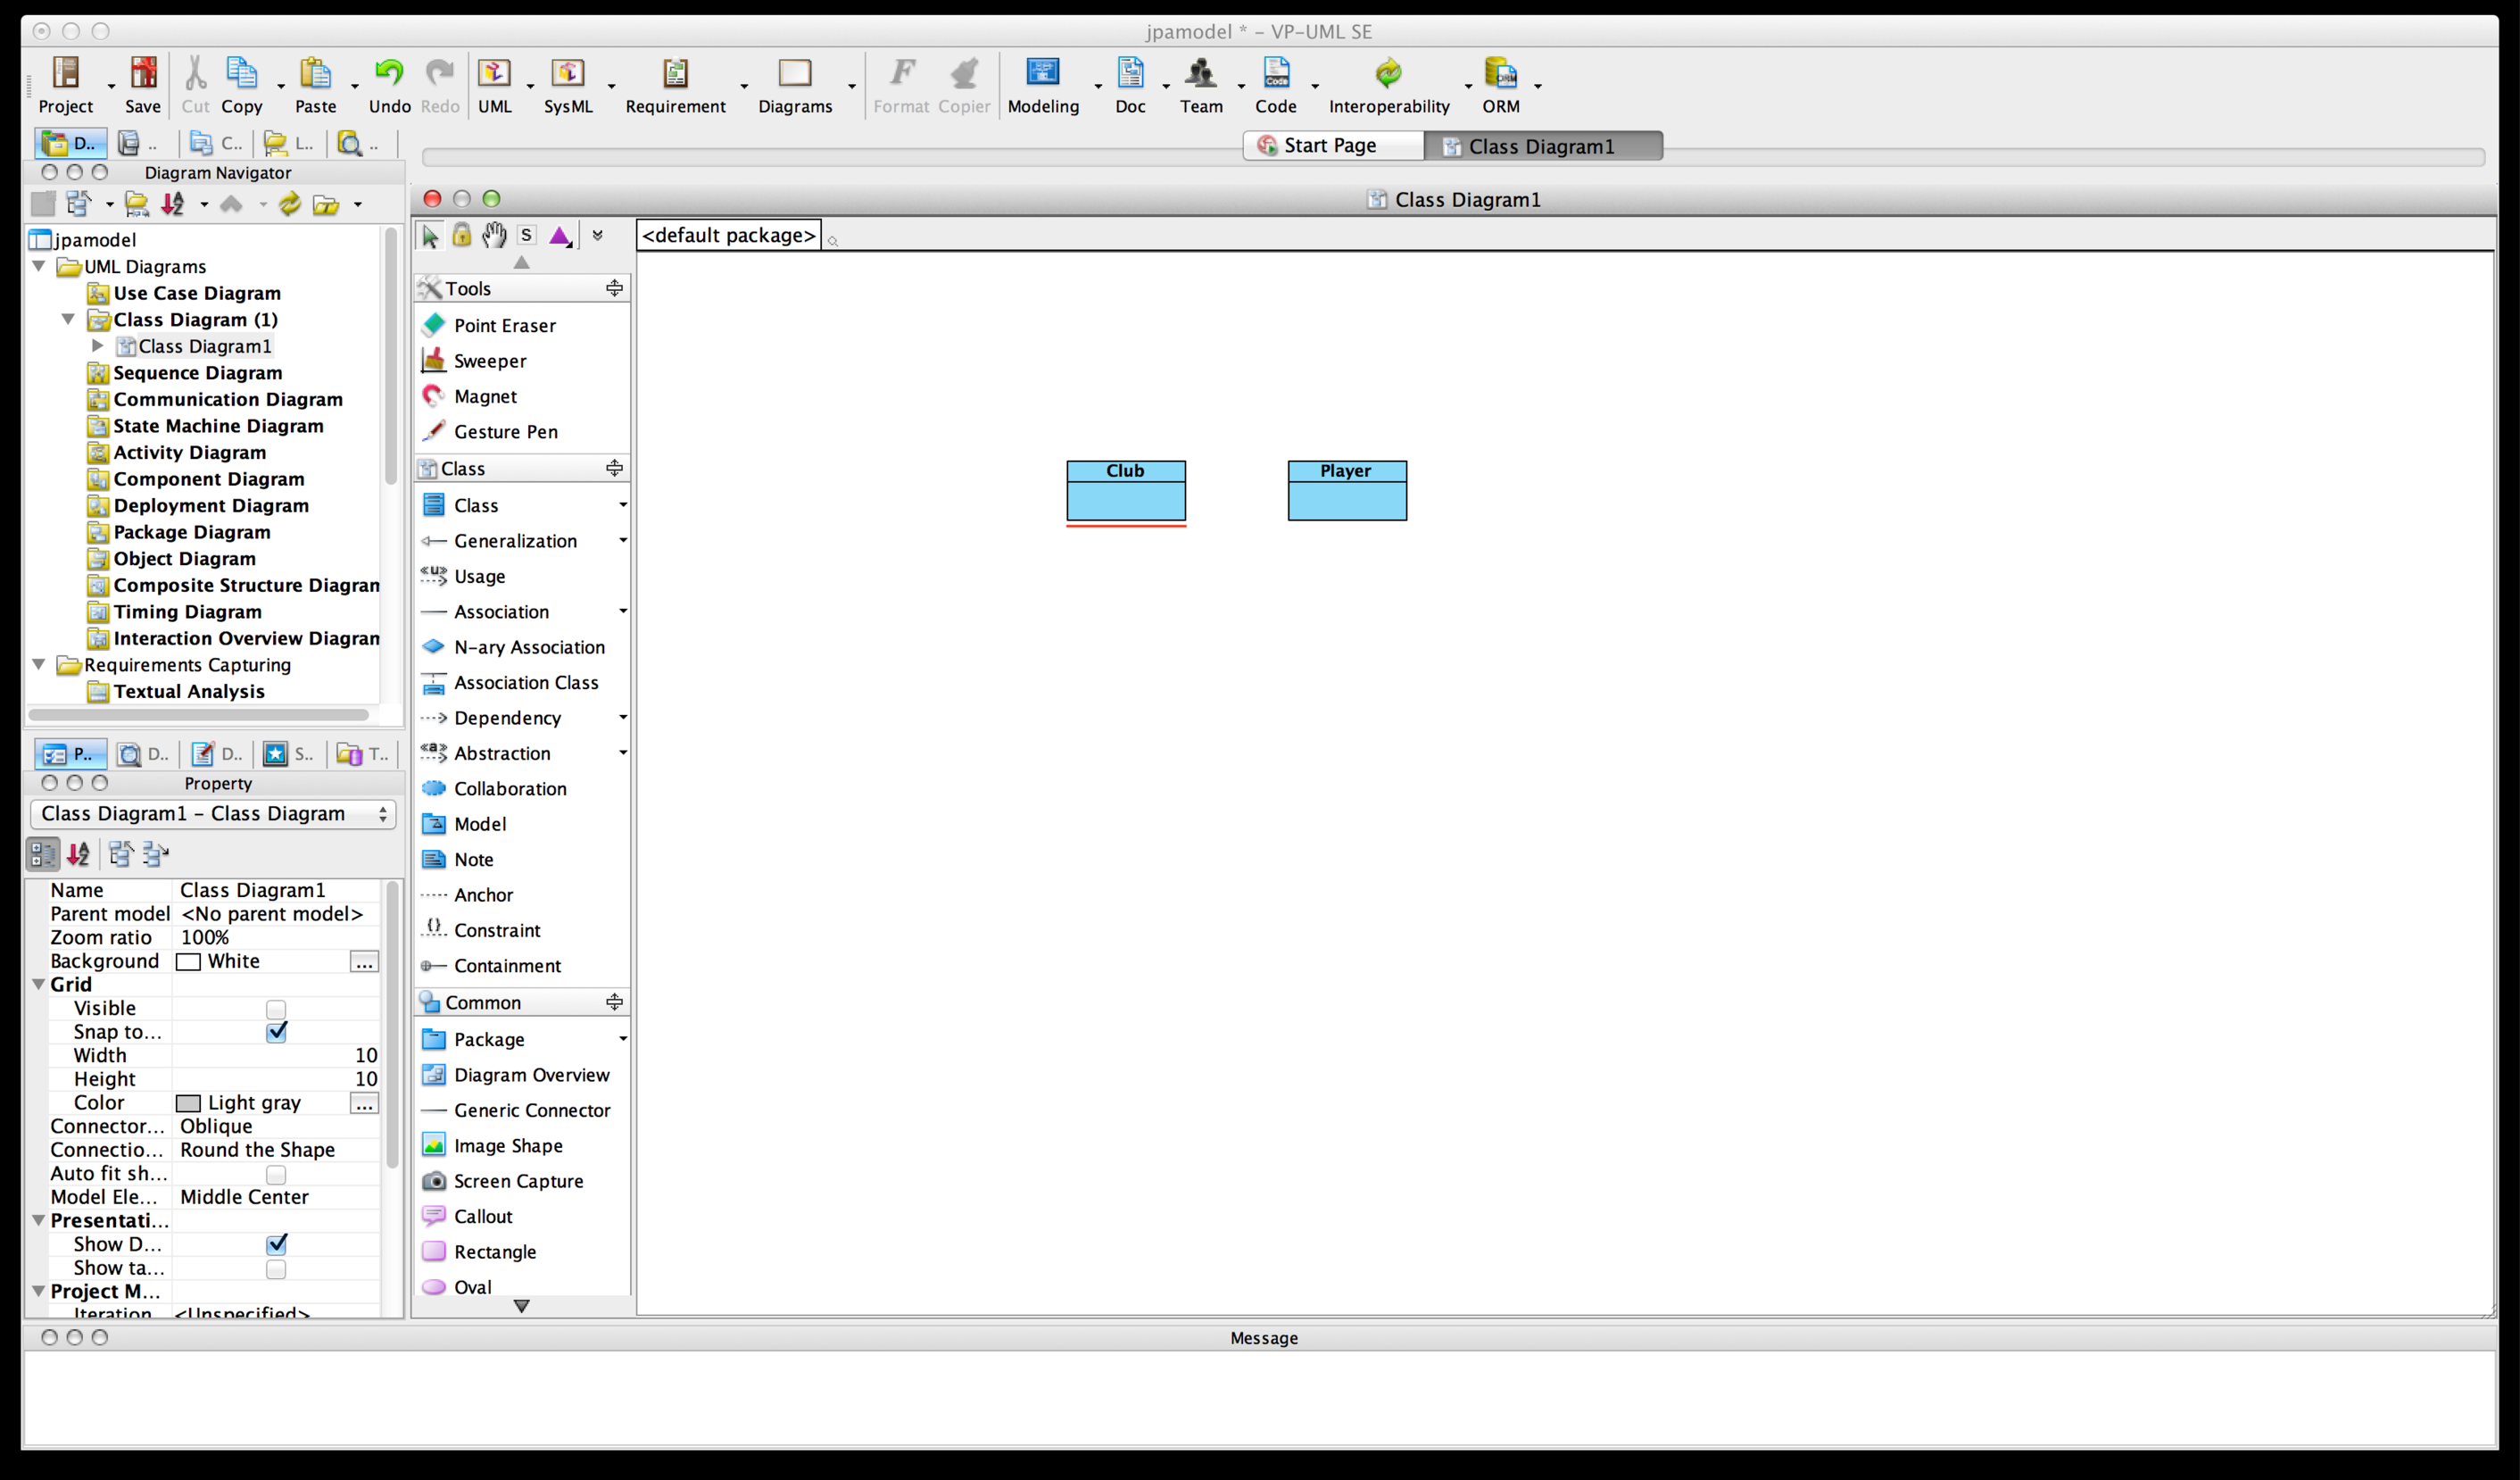 jpamodel * - VP-UML SE
Project Save Cut Copy Paste Undo Redo UML SysML Requirement Diagrams Format Copier Modeling Doc Team Code Interoperability ORM
D.. .. C.. L.. ..
Start Page Class Diagram1
Diagram Navigator
Class Diagram1
jpamodel
UML Diagrams
Use Case Diagram
Class Diagram (1)
Class Diagram1
Sequence Diagram
Communication Diagram
State Machine Diagram
Activity Diagram
Component Diagram
Deployment Diagram
Package Diagram
Object Diagram
Composite Structure Diagram
Timing Diagram
Interaction Overview Diagram
Requirements Capturing
Textual Analysis
P.. D.. D.. S.. T..
Property
Class Diagram1 - Class Diagram
Name Class Diagram1
Parent model <No parent model>
Zoom ratio 100%
Background White ...
Grid
Visible
Snap to...
Width 10
Height 10
Color Light gray ...
Connector... Oblique
Connectio... Round the Shape
Auto fit sh...
Model Ele... Middle Center
Presentati...
Show D...
Show ta...
Project M...
Iteration <Unspecified>
S
<default package>
Tools
Point Eraser
Sweeper
Magnet
Gesture Pen
Class
Class
Generalization
«u» Usage
Association
N-ary Association
Association Class
Dependency
«a» Abstraction
Collaboration
Model
Note
Anchor
{} Constraint
Containment
Common
Package
Diagram Overview
Generic Connector
Image Shape
Screen Capture
Callout
Rectangle
Oval
Club
Player
Message